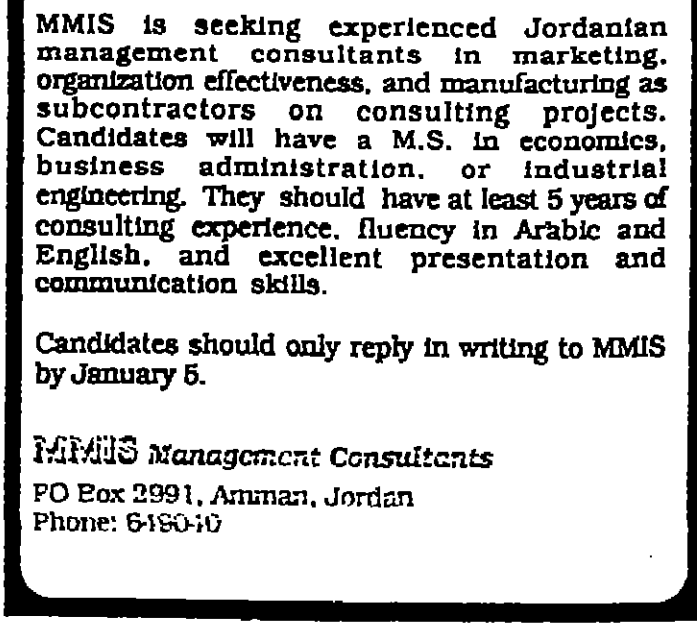 MMIS is seeking experienced Jordanian
management consultants in marketing,
organization effectiveness, and manufacturing as
subcontractors on consulting projects.
Candidates will have a M.S. in economics,
business administration, or industrial
engineering. They should have at least 5 years of
consulting experience, fluency in Arabic and
English, and excellent presentation and
communication skills.
Candidates should only reply in writing to MMIS
by January 5.
MMIS Management Consultants
PO Box 2991, Amman, Jordan
Phone: